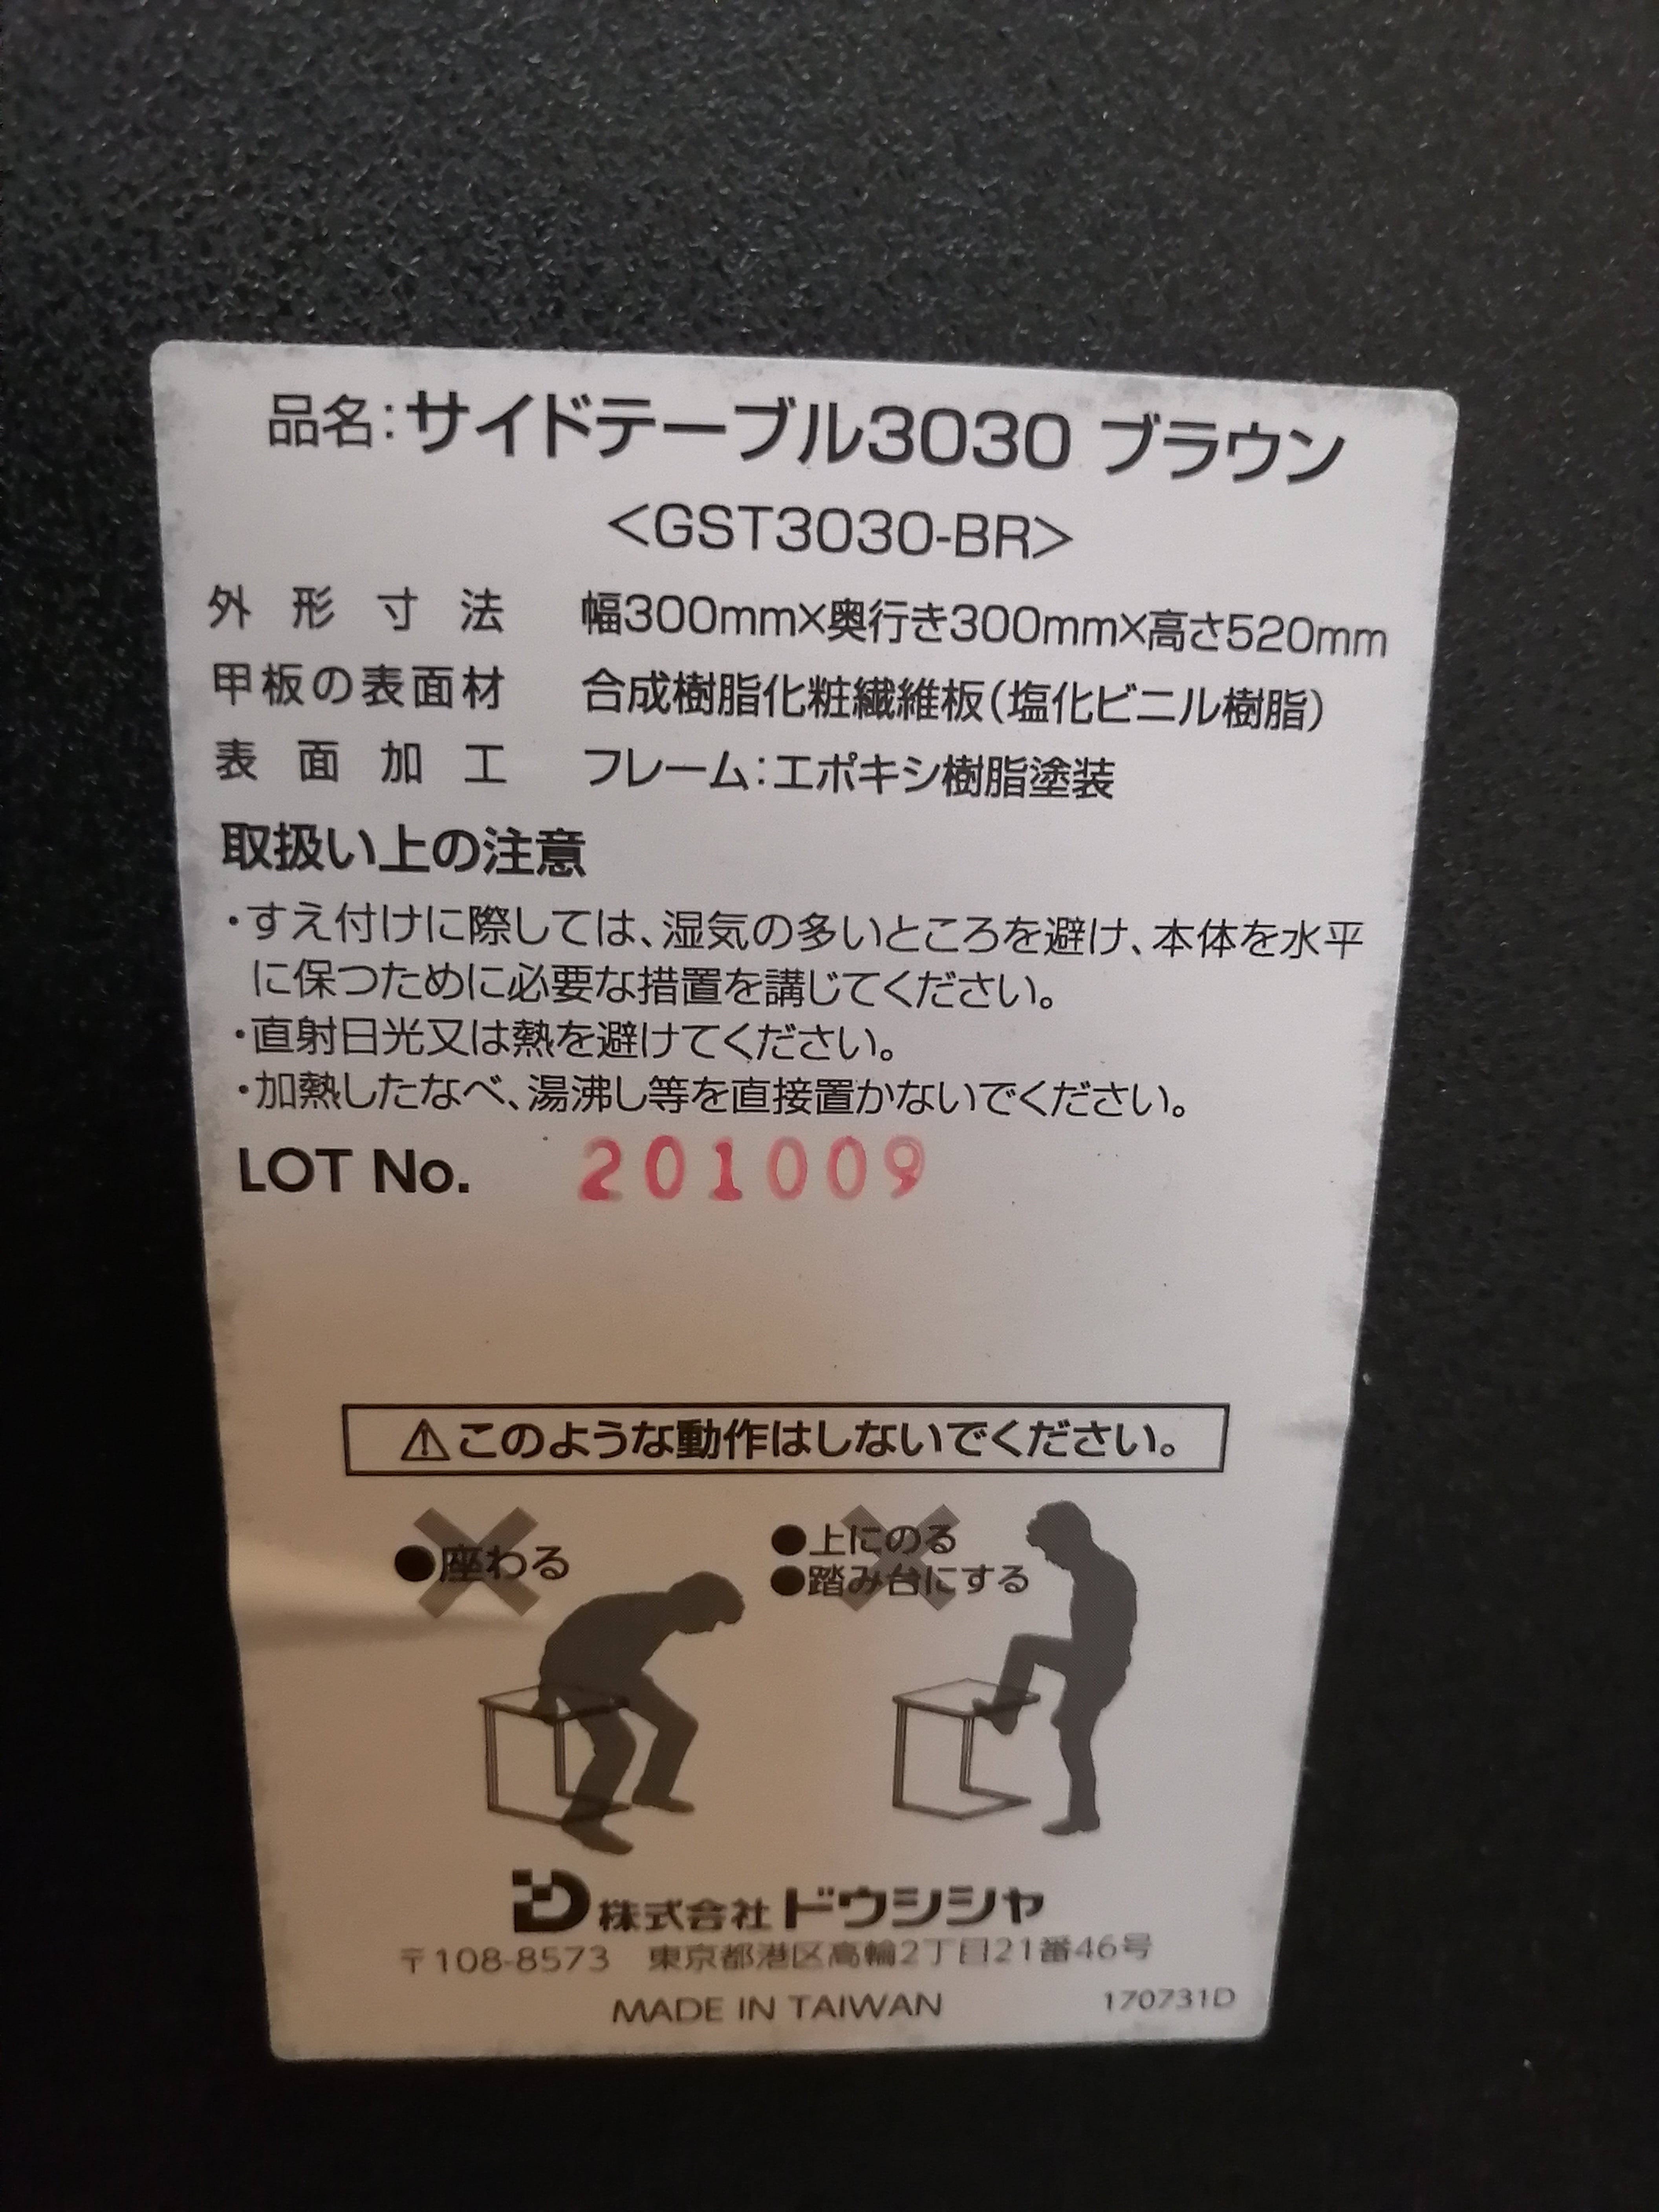 品名：サイドテーブル3030 ブラウン
<GST3030-BR>
外形寸法 幅300mm×奥行き300mm×高さ520mm
甲板の表面材 合成樹脂化粧繊維板（塩化ビニル樹脂）
表面加工 フレーム：エポキシ樹脂塗装
取扱い上の注意
・すえ付けに際しては、湿気の多いところを避け、本体を水平
に保つために必要な措置を講じてください。
・直射日光又は熱を避けてください。
・加熱したなべ、湯沸し等を直接置かないでください。
LOT No. 201009
⚠このような動作はしないでください。
●座わる
●上にのる
●踏み台にする
株式会社ドウシシャ
〒108-8573 東京都港区高輪2丁目21番46号
MADE IN TAIWAN 170731D